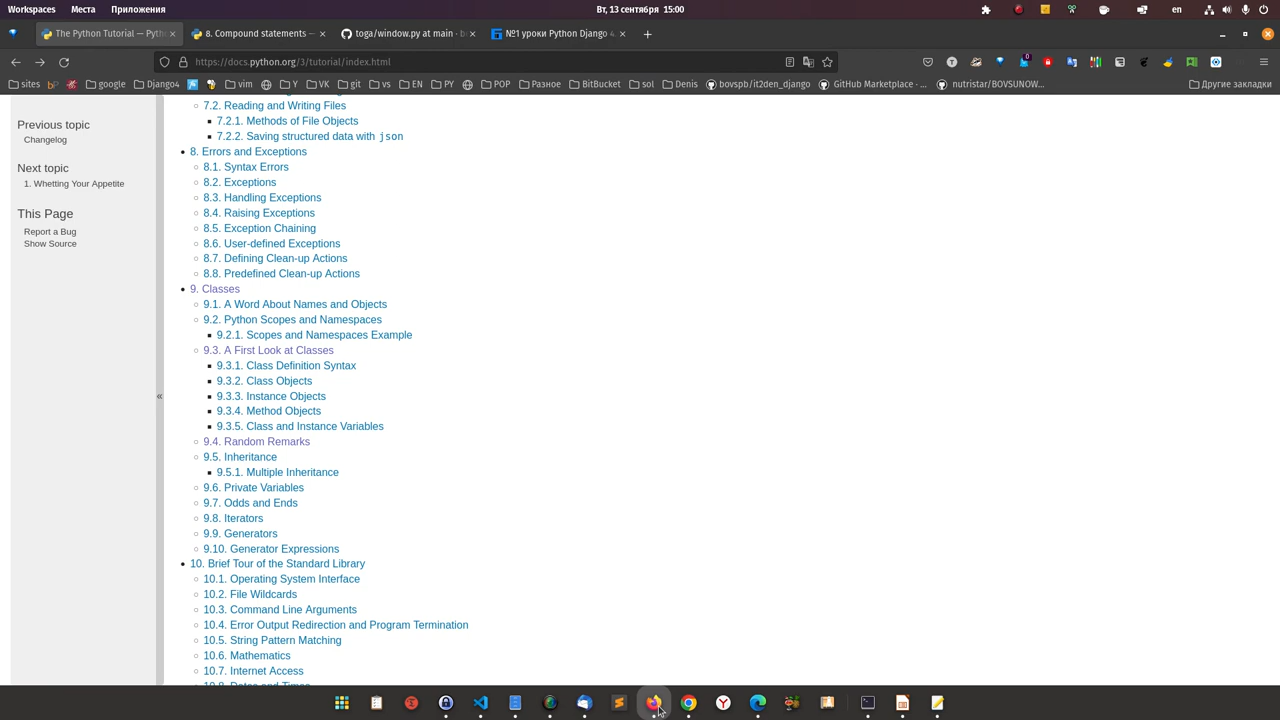 Workspaces Места Приложения Вт, 13 сентября 15:00 en
The Python Tutorial — Pyth 8. Compound statements — toga/window.py at main · b №1 уроки Python Django 4
https://docs.python.org/3/tutorial/index.html
sites google Django4 vim Y VK git vs EN PY POP Разное BitBucket sol Denis bovspb/it2den_django GitHub Marketplace · ... nutristar/BOVSUNOW... Другие закладки
Previous topic
Changelog
Next topic
1. Whetting Your Appetite
This Page
Report a Bug
Show Source
«
7.2. Reading and Writing Files
7.2.1. Methods of File Objects
7.2.2. Saving structured data with json
8. Errors and Exceptions
8.1. Syntax Errors
8.2. Exceptions
8.3. Handling Exceptions
8.4. Raising Exceptions
8.5. Exception Chaining
8.6. User-defined Exceptions
8.7. Defining Clean-up Actions
8.8. Predefined Clean-up Actions
9. Classes
9.1. A Word About Names and Objects
9.2. Python Scopes and Namespaces
9.2.1. Scopes and Namespaces Example
9.3. A First Look at Classes
9.3.1. Class Definition Syntax
9.3.2. Class Objects
9.3.3. Instance Objects
9.3.4. Method Objects
9.3.5. Class and Instance Variables
9.4. Random Remarks
9.5. Inheritance
9.5.1. Multiple Inheritance
9.6. Private Variables
9.7. Odds and Ends
9.8. Iterators
9.9. Generators
9.10. Generator Expressions
10. Brief Tour of the Standard Library
10.1. Operating System Interface
10.2. File Wildcards
10.3. Command Line Arguments
10.4. Error Output Redirection and Program Termination
10.5. String Pattern Matching
10.6. Mathematics
10.7. Internet Access
10.8. Dates and Times